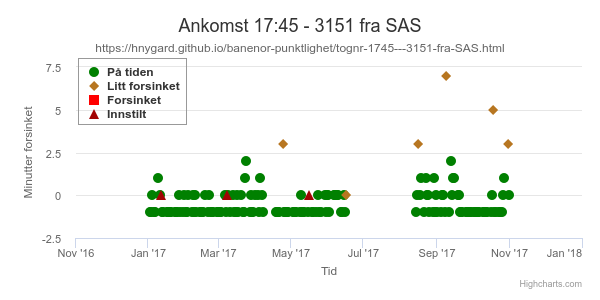 Ankomst 17:45 - 3151 fra SAS
https://hnygard.github.io/banenor-punktlighet/tognr-1745---3151-fra-SAS.html
Minutter forsinket
7.5
5
2.5
0
-2.5
På tiden
Litt forsinket
Forsinket
Innstilt
Nov '16 Jan '17 Mar '17 May '17 Jul '17 Sep '17 Nov '17 Jan '18
Tid
Highcharts.com